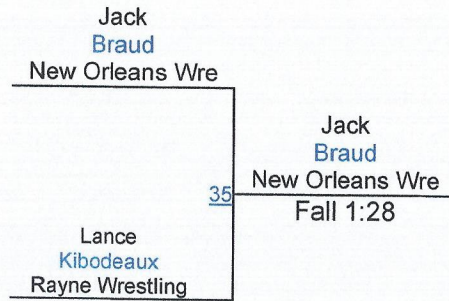 Jack
Braud
New Orleans Wre
Jack
Braud
New Orleans Wre
35
Fall 1:28
Lance
Kibodeaux
Rayne Wrestling